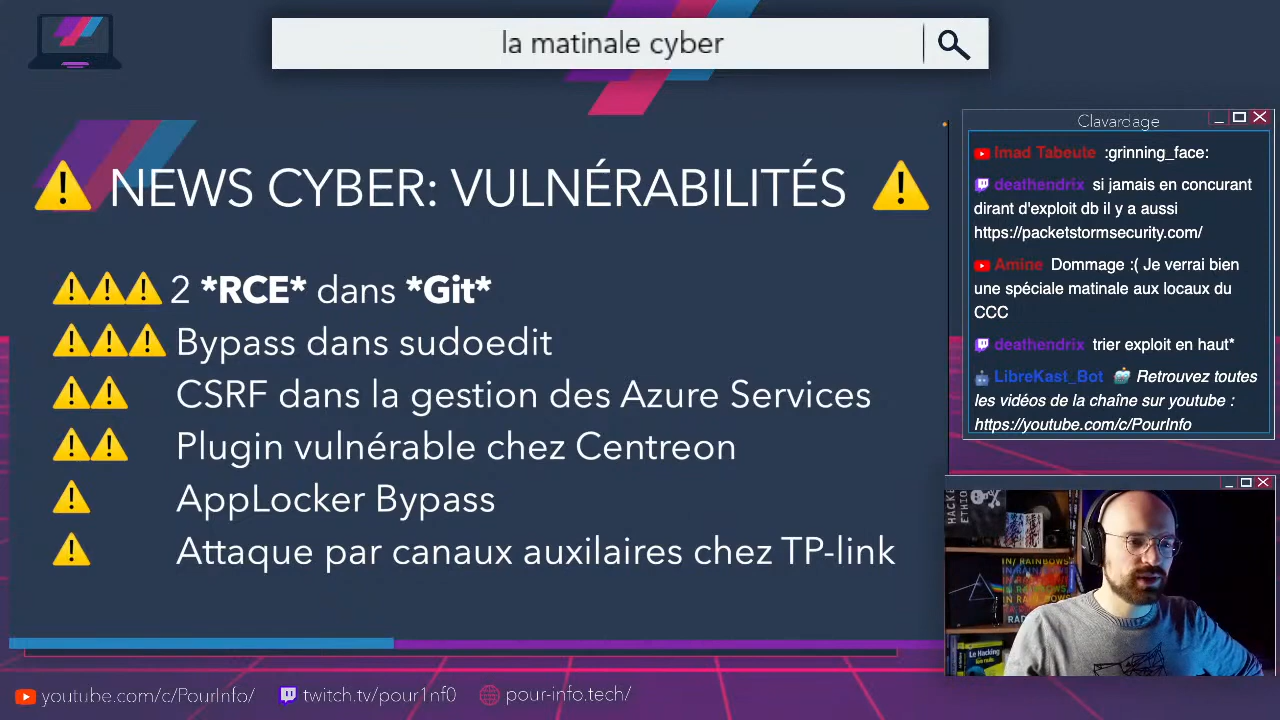 la matinale cyber
NEWS CYBER: VULNÉRABILITÉS
2 *RCE* dans *Git*
Bypass dans sudoedit
CSRF dans la gestion des Azure Services
Plugin vulnérable chez Centreon
AppLocker Bypass
Attaque par canaux auxilaires chez TP-link
Clavardage
Imad Tabeute :grinning_face:
deathendrix si jamais en concurant
dirant d'exploit db il y a aussi
https://packetstormsecurity.com/
Amine Dommage :( Je verrai bien
une spéciale matinale aux locaux du
CCC
deathendrix trier exploit en haut*
LibreKast_Bot Retrouvez toutes
les vidéos de la chaîne sur youtube :
https://youtube.com/c/PourInfo
IN RAINBOWS
Le Hacking
youtube.com/c/PourInfo/
twitch.tv/pour1nf0
pour-info.tech/